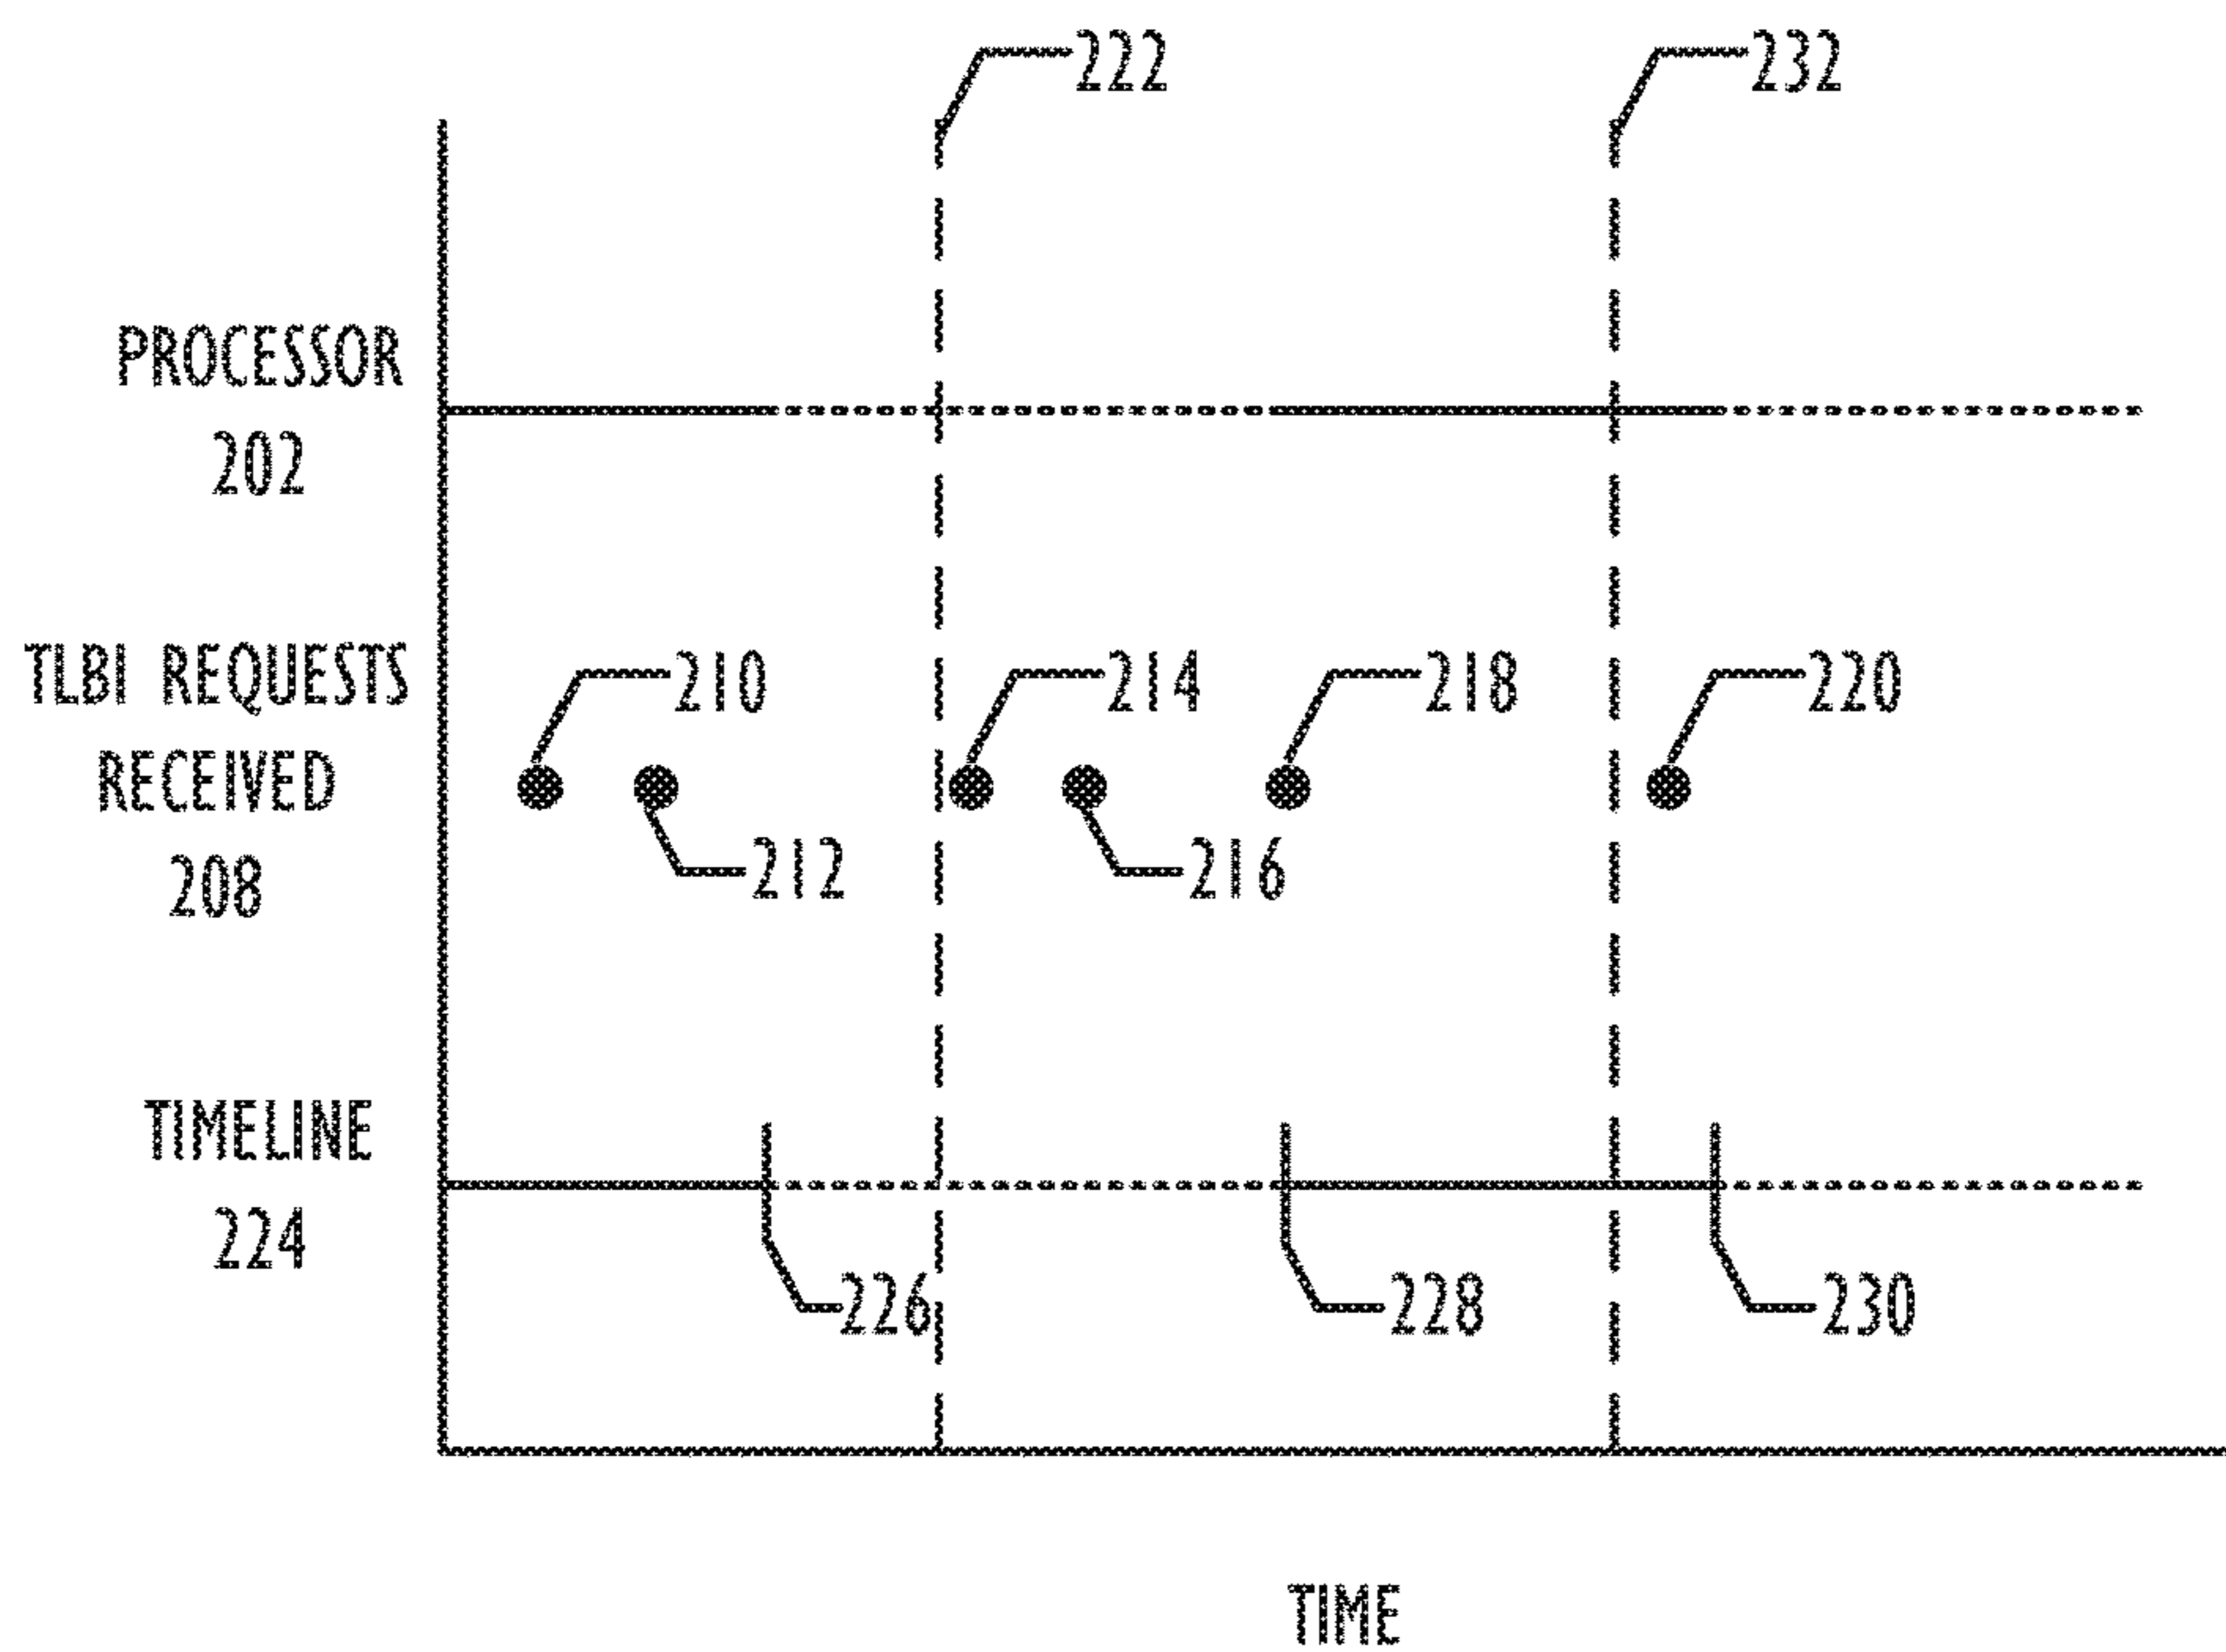 222
232
PROCESSOR
202
TLBI REQUESTS
RECEIVED
208
210
214
218
220
212
216
TIMELINE
224
226
228
230
TIME